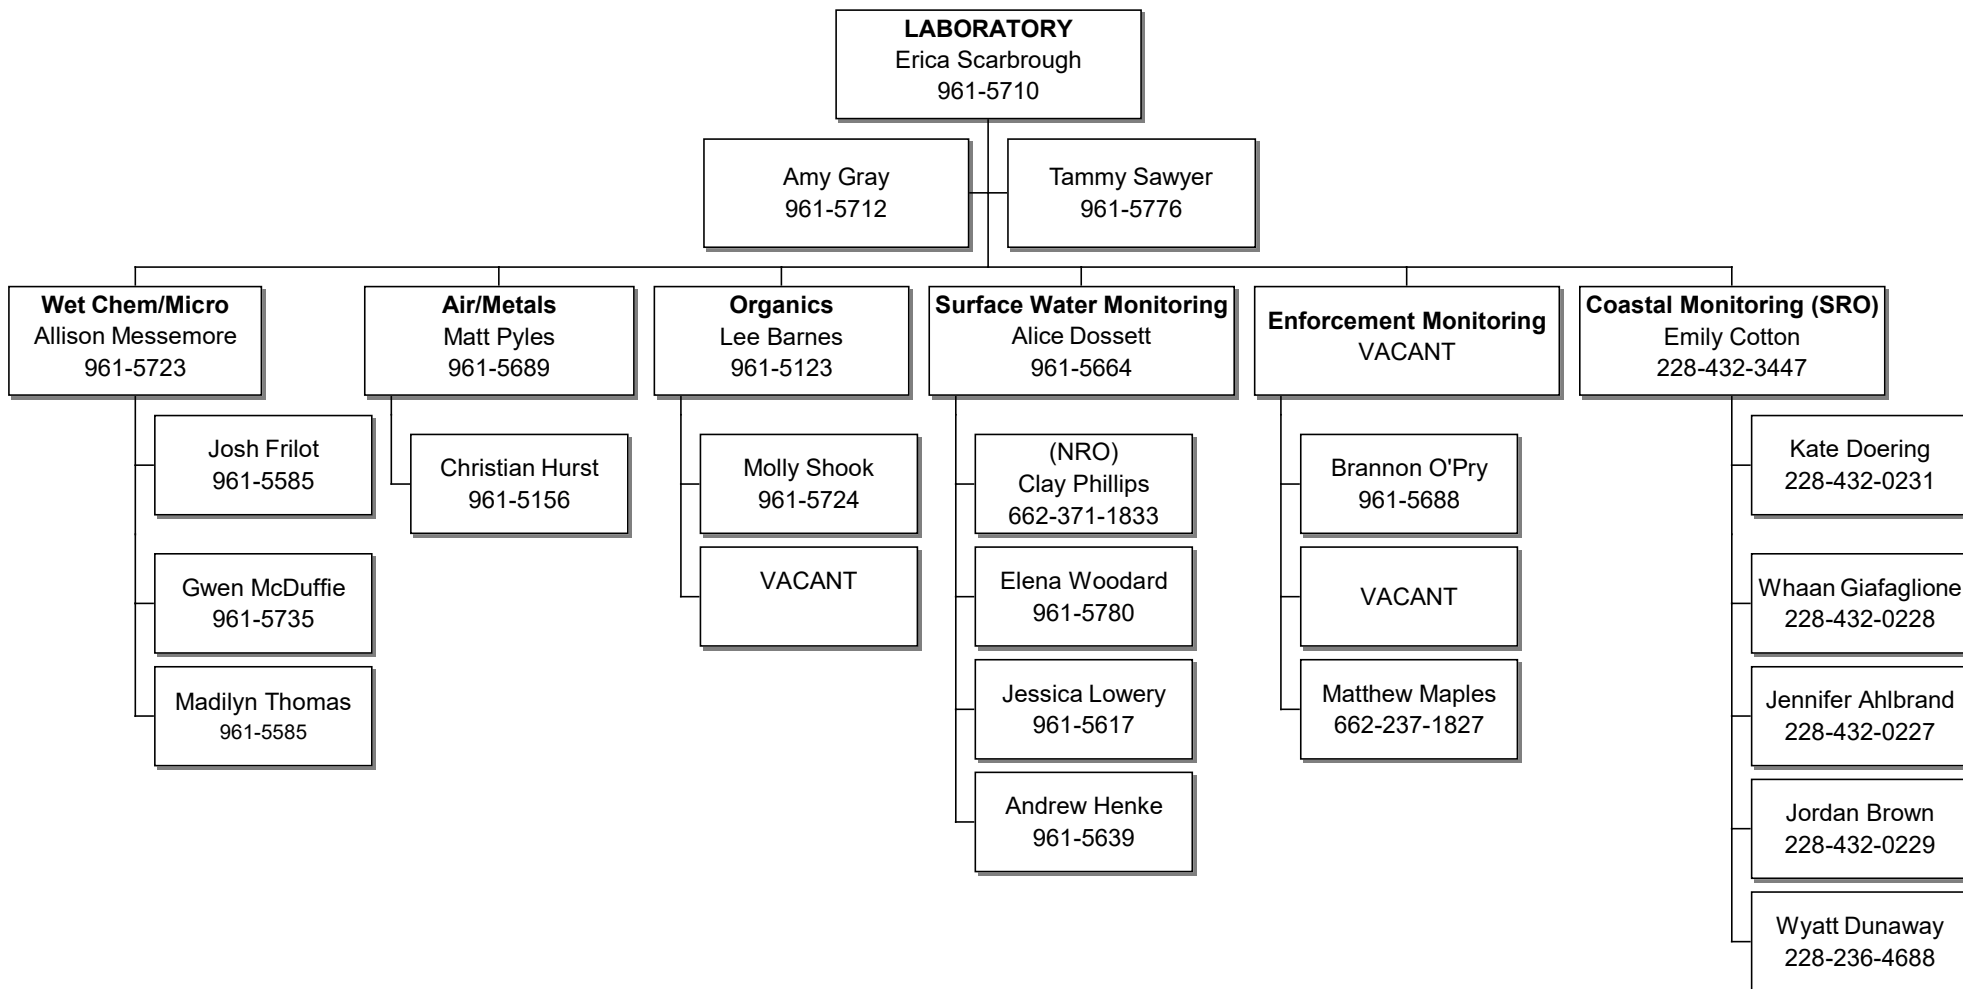 LABORATORY
Erica Scarbrough
961-5710
Amy Gray
961-5712
Tammy Sawyer
961-5776
Wet Chem/Micro
Allison Messemore
961-5723
Air/Metals
Matt Pyles
961-5689
Organics
Lee Barnes
961-5123
Surface Water Monitoring
Alice Dossett
961-5664
Enforcement Monitoring
VACANT
Coastal Monitoring (SRO)
Emily Cotton
228-432-3447
Josh Frilot
961-5585
Gwen McDuffie
961-5735
Madilyn Thomas
961-5585
Christian Hurst
961-5156
Molly Shook
961-5724
VACANT
(NRO)
Clay Phillips
662-371-1833
Elena Woodard
961-5780
Jessica Lowery
961-5617
Andrew Henke
961-5639
Brannon O'Pry
961-5688
VACANT
Matthew Maples
662-237-1827
Kate Doering
228-432-0231
Whaan Giafaglione
228-432-0228
Jennifer Ahlbrand
228-432-0227
Jordan Brown
228-432-0229
Wyatt Dunaway
228-236-4688